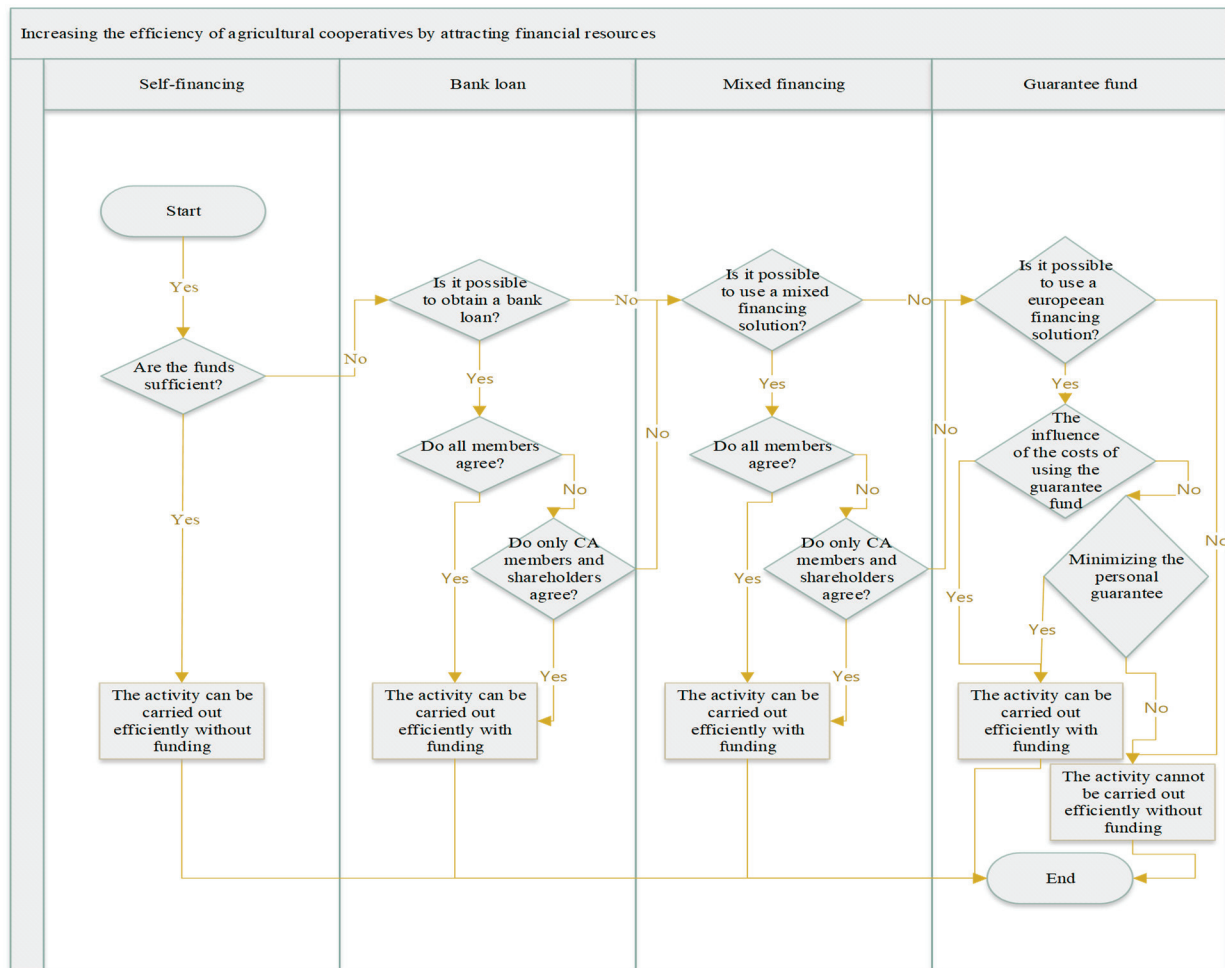 Increasing the efficiency of agricultural cooperatives by attracting financial resources
Self-financing
Bank loan
Mixed financing
Guarantee fund
Start
Yes
Are the funds
sufficient?
No
Yes
The activity can be
carried out
efficiently without
funding
Is it possible
to obtain a bank
loan?
No
Yes
Do all members
agree?
No
No
Do only CA
members and
shareholders
agree?
Yes
Yes
The activity can be
carried out
efficiently with
funding
Is it possible
to use a mixed
financing
solution?
No
Yes
Do all members
agree?
No
No
Do only CA
members and
shareholders
agree?
Yes
Yes
The activity can be
carried out
efficiently with
funding
Is it possible
to use a
european
financing
solution?
Yes
The
influence
of the costs of
using the
guarantee
fund
No
No
Minimizing the
personal
guarantee
Yes
Yes
No
The activity can be
carried out
efficiently with
funding
The activity cannot
be carried out
efficiently without
funding
End